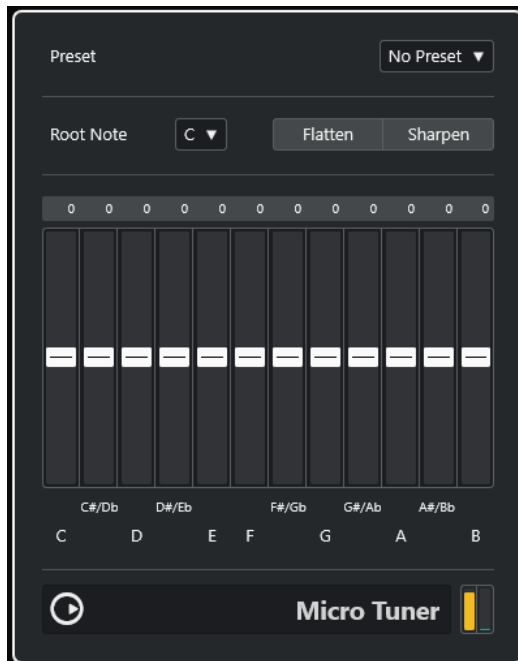 Preset No Preset
Root Note C Flatten Sharpen
0 0 0 0 0 0 0 0 0 0 0 0
C#/Db D#/Eb F#/Gb G#/Ab A#/Bb
C D E F G A B
Micro Tuner